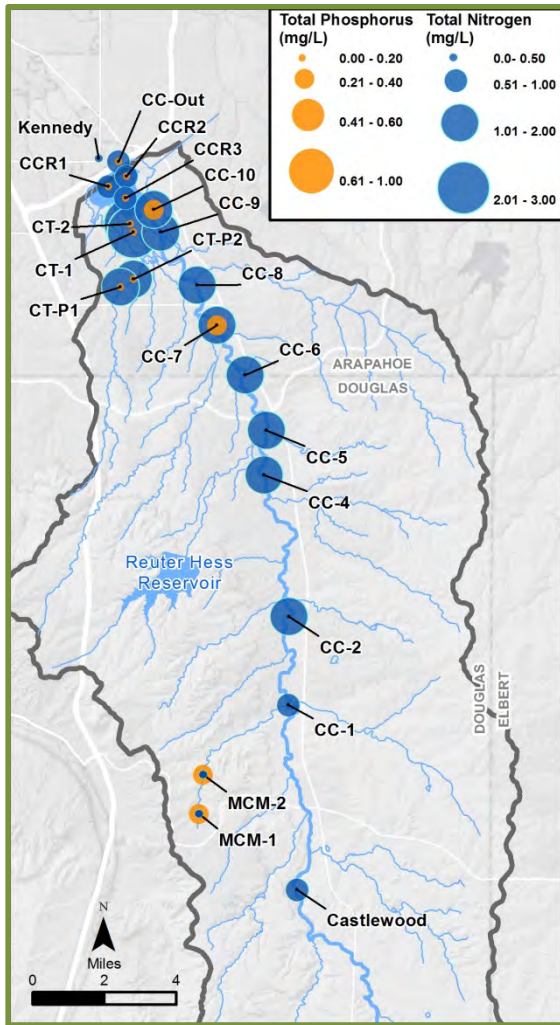 Total Phosphorus
(mg/L)
0.00 - 0.20
0.21 - 0.40
0.41 - 0.60
0.61 - 1.00
Total Nitrogen
(mg/L)
0.0- 0.50
0.51 - 1.00
1.01 - 2.00
2.01 - 3.00
CC-Out
Kennedy
CCR2
CCR1
CCR3
CC-10
CC-9
CT-2
CT-1
CT-P2
CT-P1
CC-8
CC-7
CC-6
ARAPAHOE
DOUGLAS
CC-5
CC-4
Reuter Hess
Reservoir
CC-2
DOUGLAS
ELBERT
CC-1
MCM-2
MCM-1
Castlewood
N
Miles
0 2 4